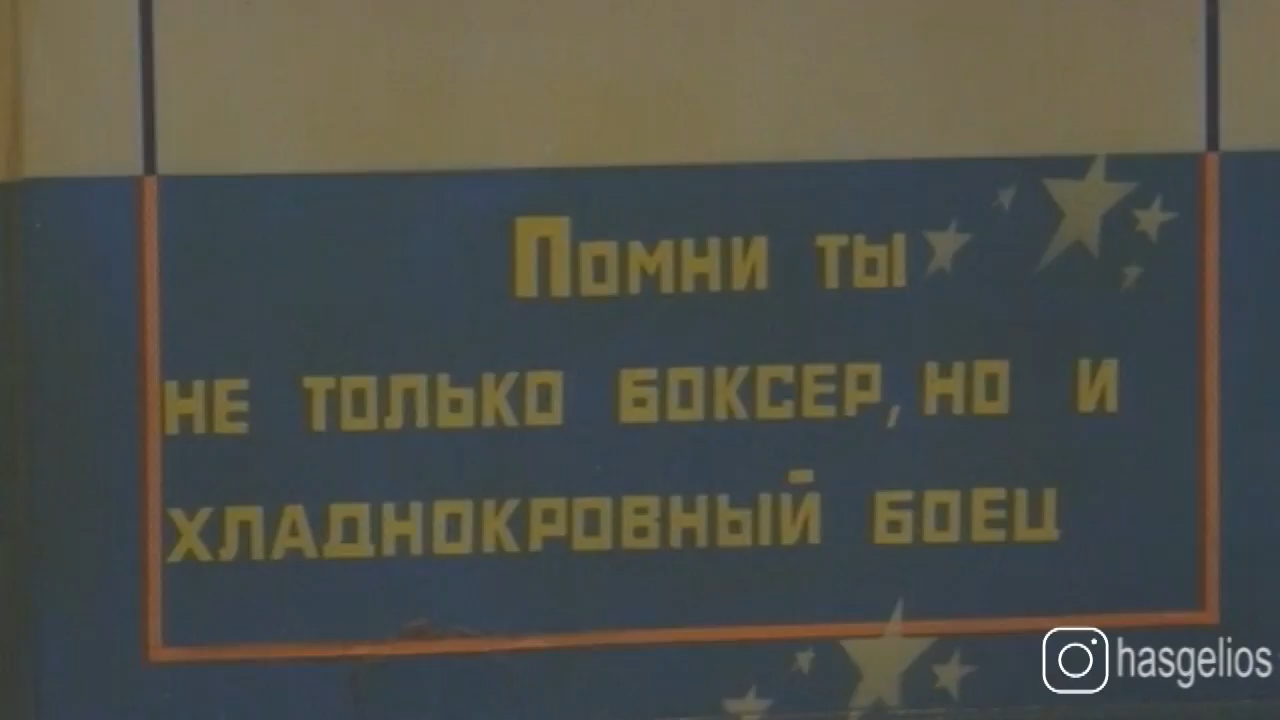 Помни ты
не только боксер, но и
хладнокровный боец
hasgelios